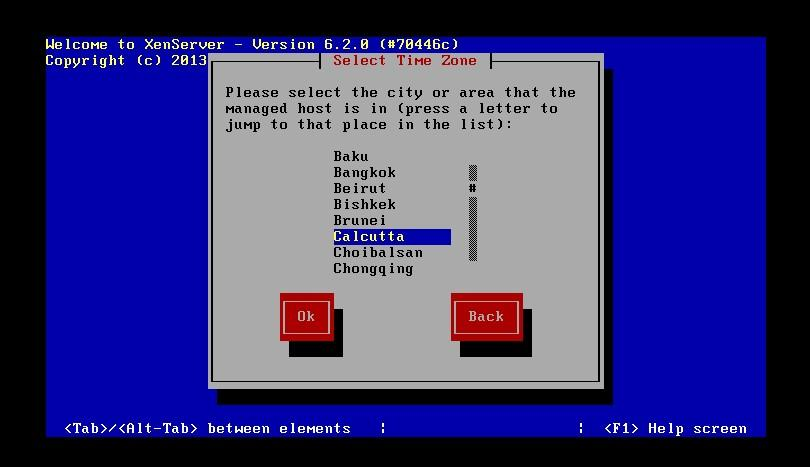 Welcome to XenServer - Version 6.2.0 (#70446c)
Copyright (c) 2013
Select Time Zone
Please select the city or area that the
managed host is in (press a letter to
jump to that place in the list):
Baku
Bangkok
Beirut #
Bishkek
Brunei
Calcutta
Choibalsan
Chongqing
Ok Back
<Tab>/<Alt-Tab> between elements ¦ ¦ <F1> Help screen